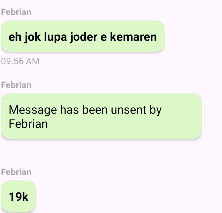 Febrian
eh jok lupa joder e kemaren
09:56 AM
Febrian
Message has been unsent by
Febrian
Febrian
19k